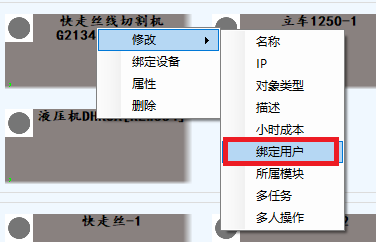 快走丝线切割机
G2134
立车1250-1
修改
绑定设备
属性
删除
名称
IP
对象类型
描述
小时成本
绑定用户
所属模块
多任务
多人操作
液压机
快走丝-1
2